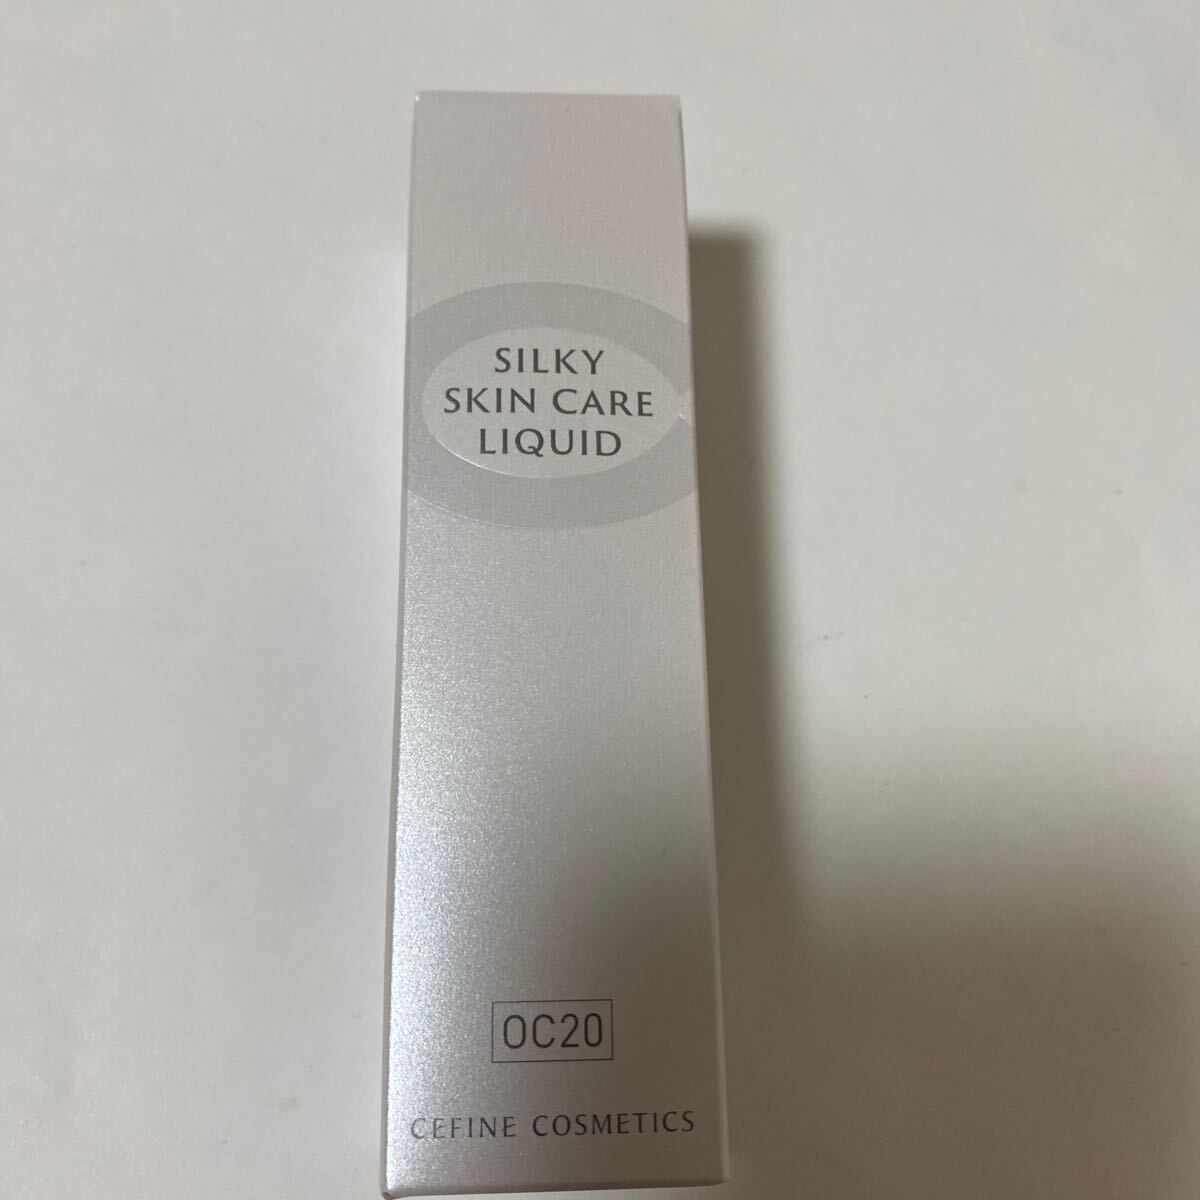 SILKY
SKIN CARE
LIQUID
OC20
CEFINE COSMETICS